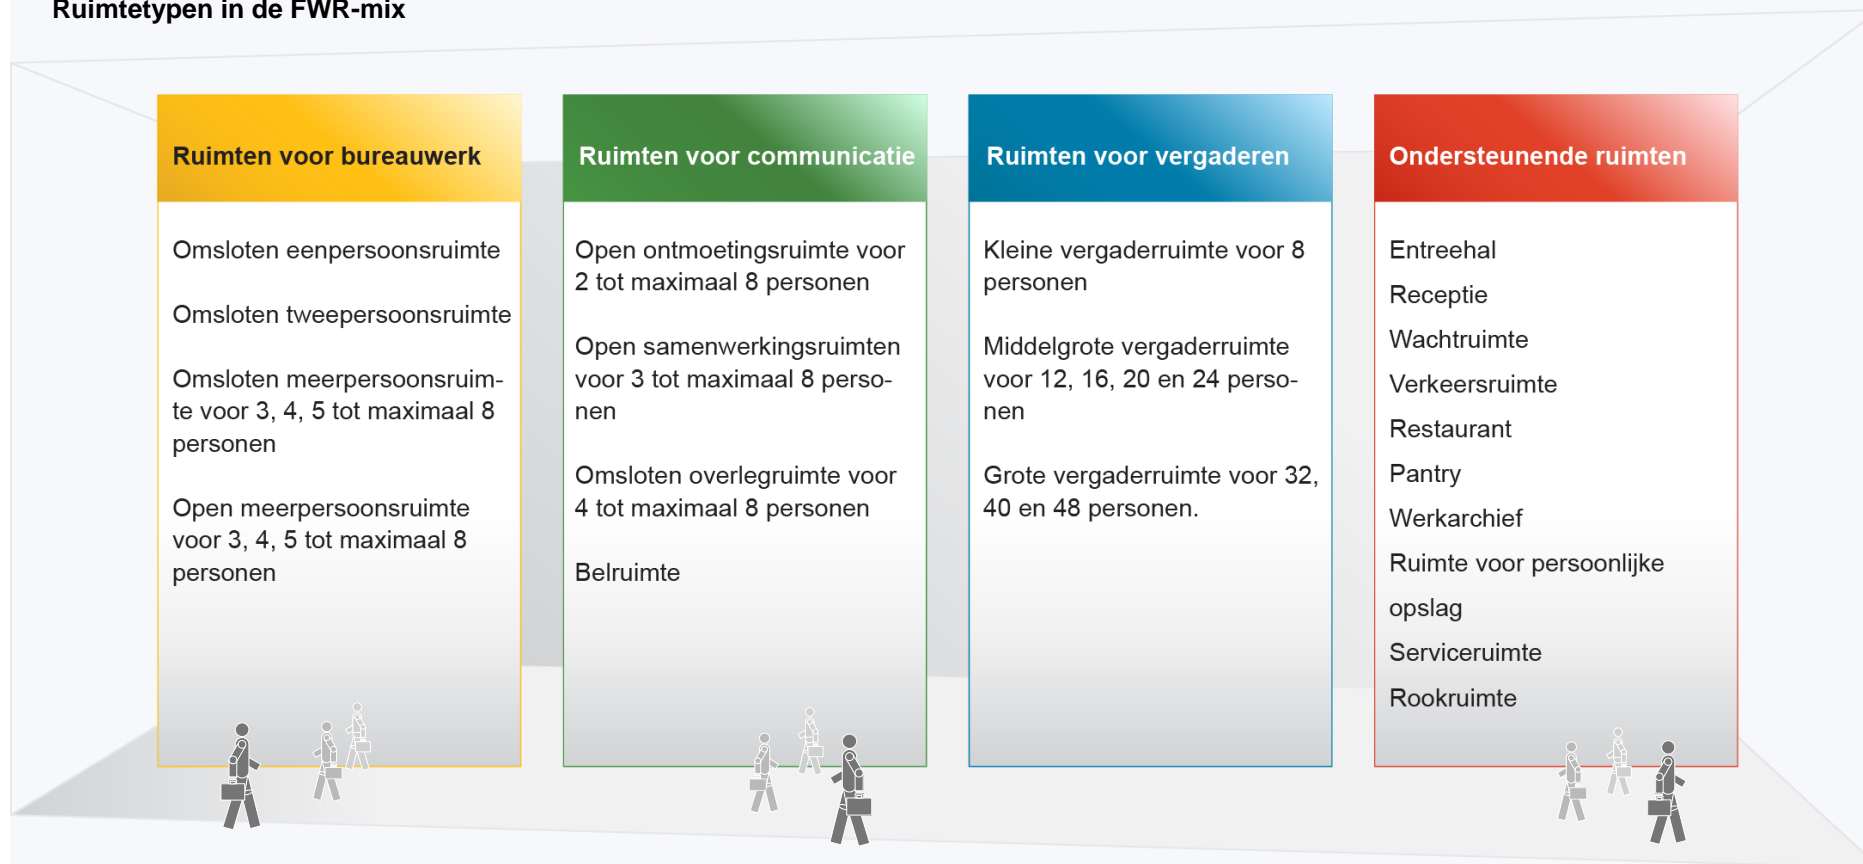 Ruimtetypen in de FWR-mix
Ruimten voor bureauwerk
Omsloten eenpersoonsruimte
Omsloten tweepersoonsruimte
Omsloten meerpersoonsruim-
te voor 3, 4, 5 tot maximaal 8
personen
Open meerpersoonsruimte
voor 3, 4, 5 tot maximaal 8
personen
Ruimten voor communicatie
Open ontmoetingsruimte voor
2 tot maximaal 8 personen
Open samenwerkingsruimten
voor 3 tot maximaal 8 perso-
nen
Omsloten overlegruimte voor
4 tot maximaal 8 personen
Belruimte
Ruimten voor vergaderen
Kleine vergaderruimte voor 8
personen
Middelgrote vergaderruimte
voor 12, 16, 20 en 24 perso-
nen
Grote vergaderruimte voor 32,
40 en 48 personen.
Ondersteunende ruimten
Entreehal
Receptie
Wachtruimte
Verkeersruimte
Restaurant
Pantry
Werkarchief
Ruimte voor persoonlijke
opslag
Serviceruimte
Rookruimte